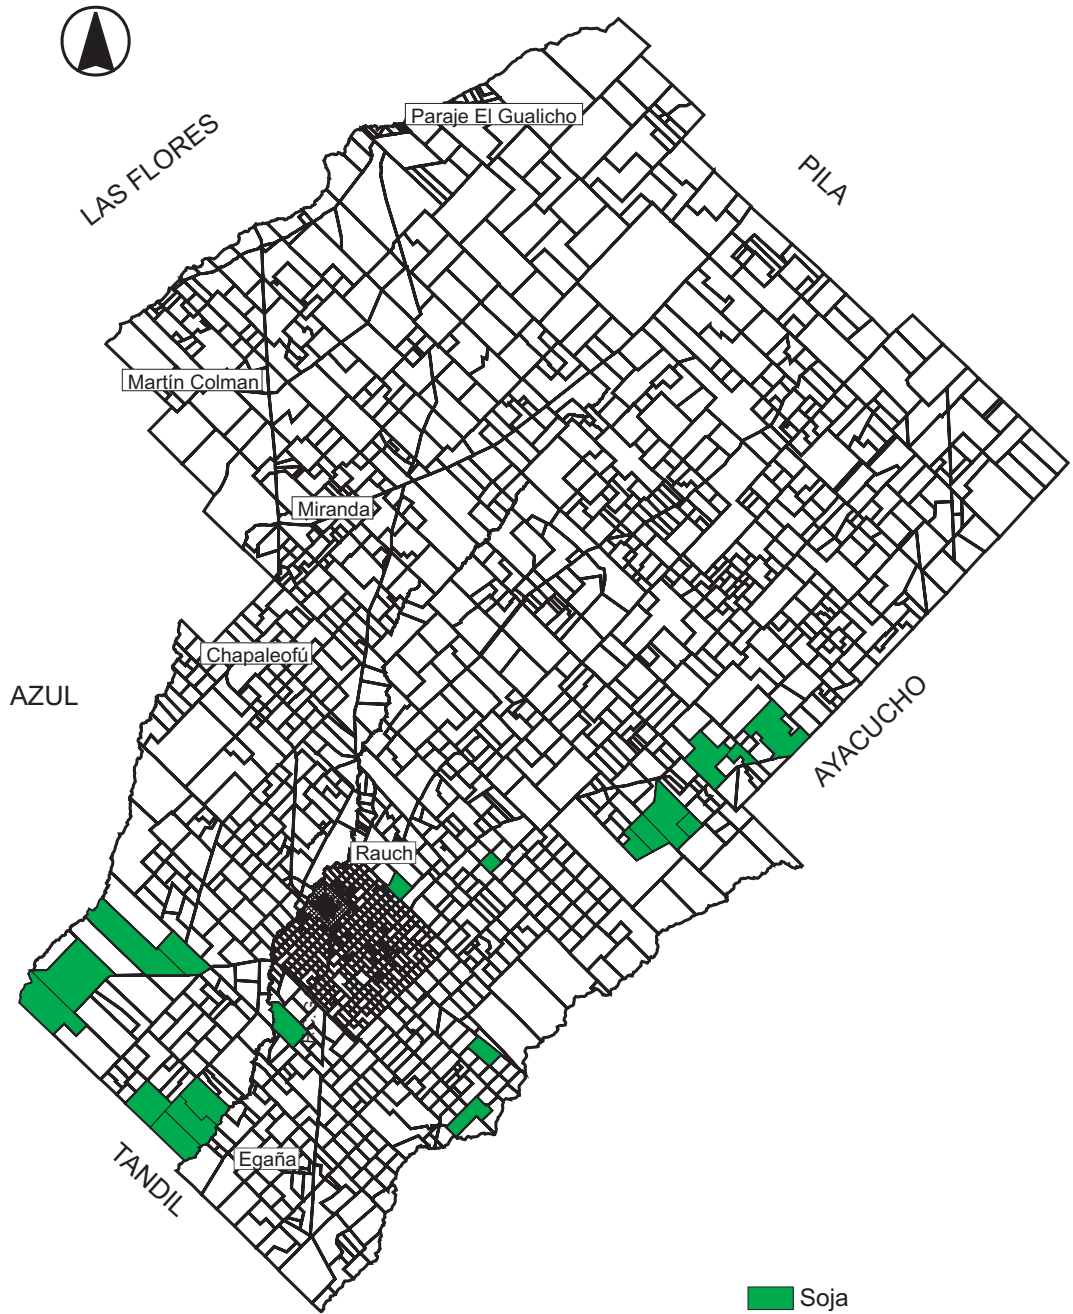 Paraje El Gualicho
LAS FLORES
PILA
Martín Colman
Miranda
Chapaleofú
AZUL
AYACUCHO
Rauch
Egaña
TANDIL
Soja